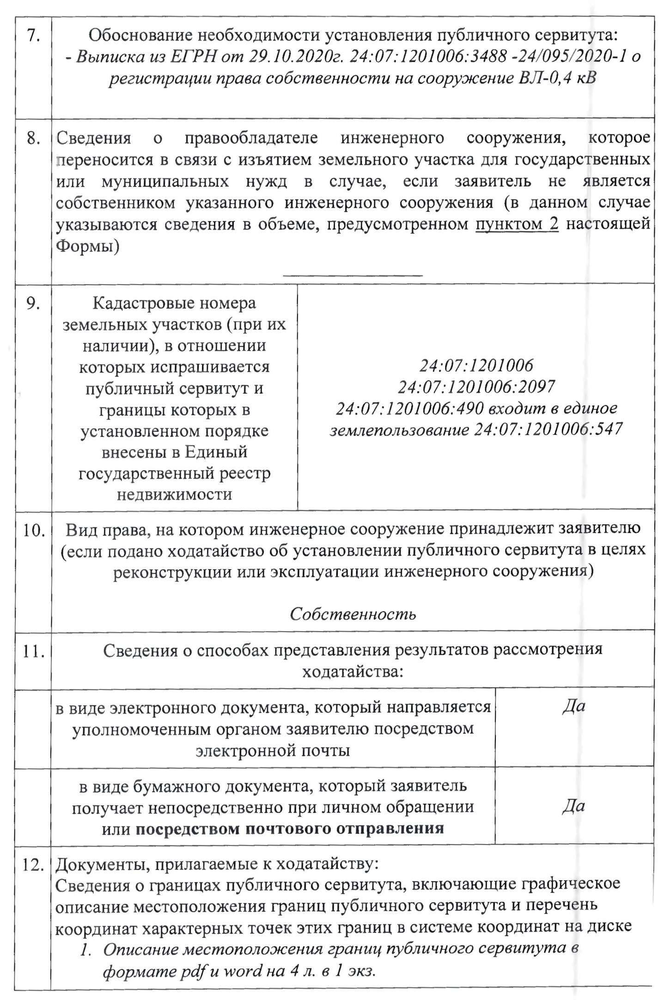 7.
Обоснование необходимости установления публичного сервитута:
- Выписка из ЕГРН от 29.10.2020г. 24:07:1201006:3488 -24/095/2020-1 о
регистрации права собственности на сооружение ВЛ-0,4 кВ
8.
Сведения о правообладателе инженерного сооружения, которое
переносится в связи с изъятием земельного участка для государственных
или муниципальных нужд в случае, если заявитель не является
собственником указанного инженерного сооружения (в данном случае
указываются сведения в объеме, предусмотренном пунктом 2 настоящей
Формы)
9.
Кадастровые номера
земельных участков (при их
наличии), в отношении
которых испрашивается
публичный сервитут и
границы которых в
установленном порядке
внесены в Единый
государственный реестр
недвижимости
24:07:1201006
24:07:1201006:2097
24:07:1201006:490 входит в единое
землепользование 24:07:1201006:547
10.
Вид права, на котором инженерное сооружение принадлежит заявителю
(если подано ходатайство об установлении публичного сервитута в целях
реконструкции или эксплуатации инженерного сооружения)
Собственность
11.
Сведения о способах представления результатов рассмотрения
ходатайства:
в виде электронного документа, который направляется
уполномоченным органом заявителю посредством
электронной почты
Да
в виде бумажного документа, который заявитель
получает непосредственно при личном обращении
или посредством почтового отправления
Да
12.
Документы, прилагаемые к ходатайству:
Сведения о границах публичного сервитута, включающие графическое
описание местоположения границ публичного сервитута и перечень
координат характерных точек этих границ в системе координат на диске
1. Описание местоположения границ публичного сервитута в
формате pdf и word на 4 л. в 1 экз.